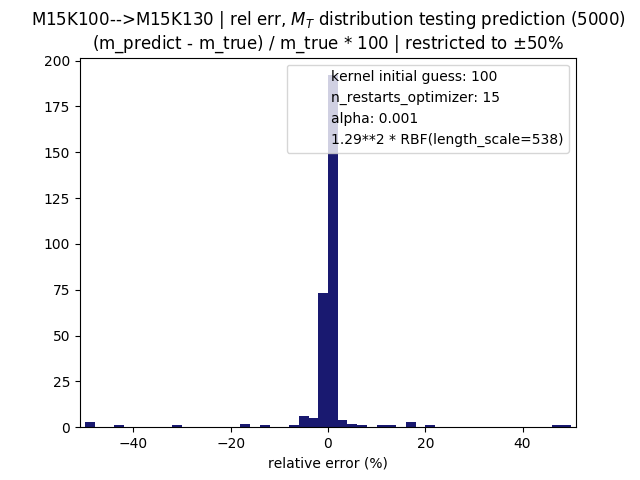 M15K100-->M15K130 | rel err, M_T distribution testing prediction (5000)
(m_predict - m_true) / m_true * 100 | restricted to ±50%
kernel initial guess: 100
n_restarts_optimizer: 15
alpha: 0.001
1.29**2 * RBF(length_scale=538)
200
175
150
125
100
75
50
25
0
−40 −20 0 20 40
relative error (%)